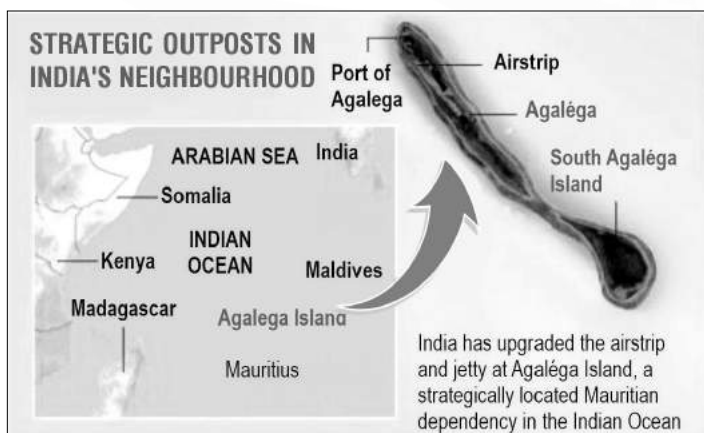 STRATEGIC OUTPOSTS IN
INDIA'S NEIGHBOURHOOD
Port of
Agalega
Airstrip
Agaléga
South Agaléga
Island
ARABIAN SEA
India
Somalia
INDIAN
OCEAN
Kenya
Maldives
Madagascar
Agalega Island
Mauritius
India has upgraded the airstrip
and jetty at Agaléga Island, a
strategically located Mauritian
dependency in the Indian Ocean